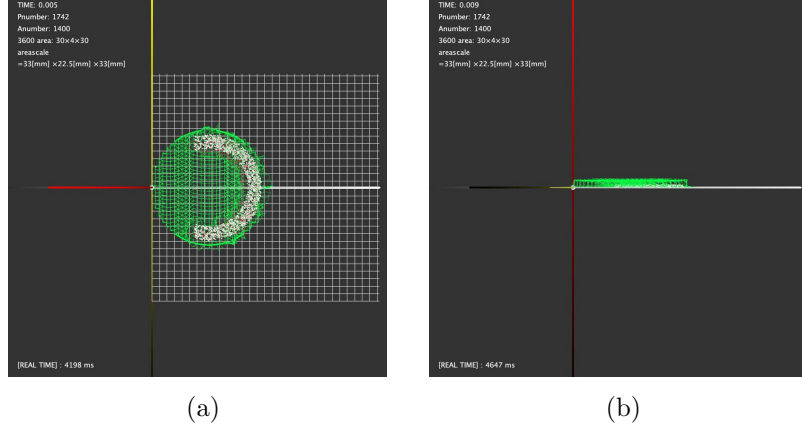 TIME: 0.005
Pnumber: 1742
Anumber: 1400
3600 area: 30×4×30
areascale
=33[mm] ×22.5[mm] ×33[mm]
[REAL TIME] : 4198 ms
(a)
TIME: 0.009
Pnumber: 1742
Anumber: 1400
3600 area: 30×4×30
areascale
=33[mm] ×22.5[mm] ×33[mm]
[REAL TIME] : 4647 ms
(b)